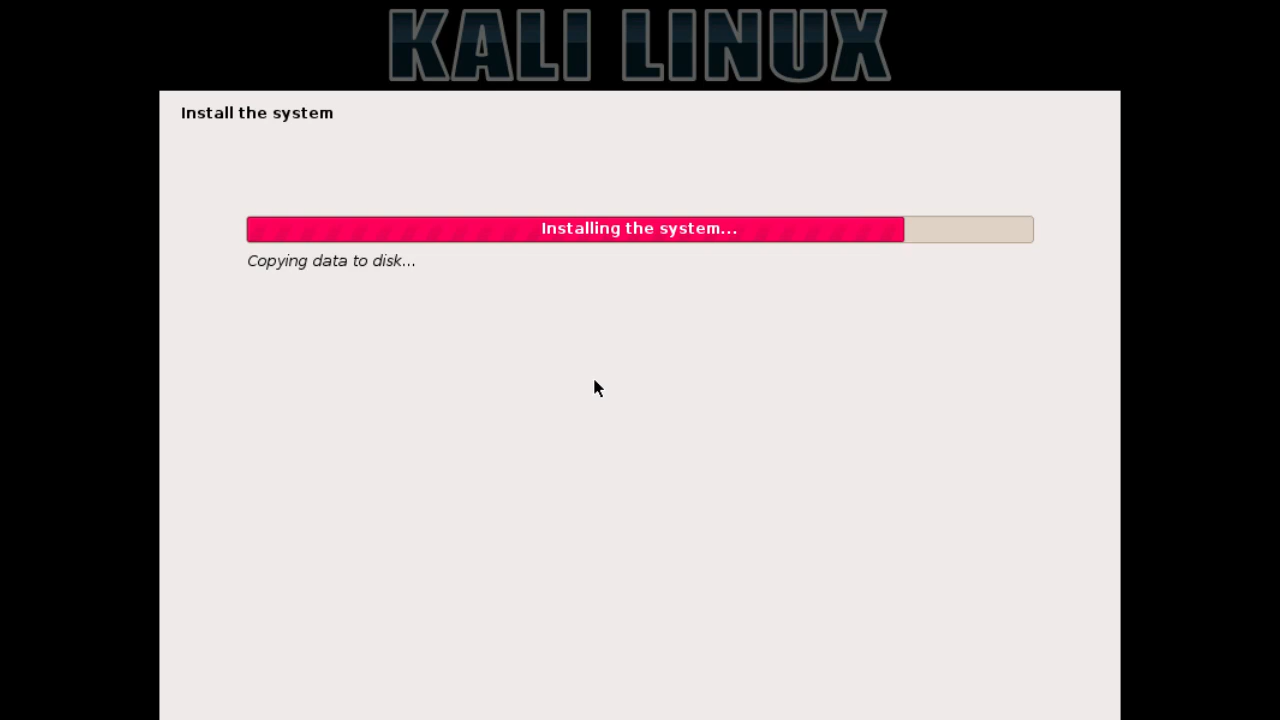 KALI LINUX
Install the system
Installing the system...
Copying data to disk...